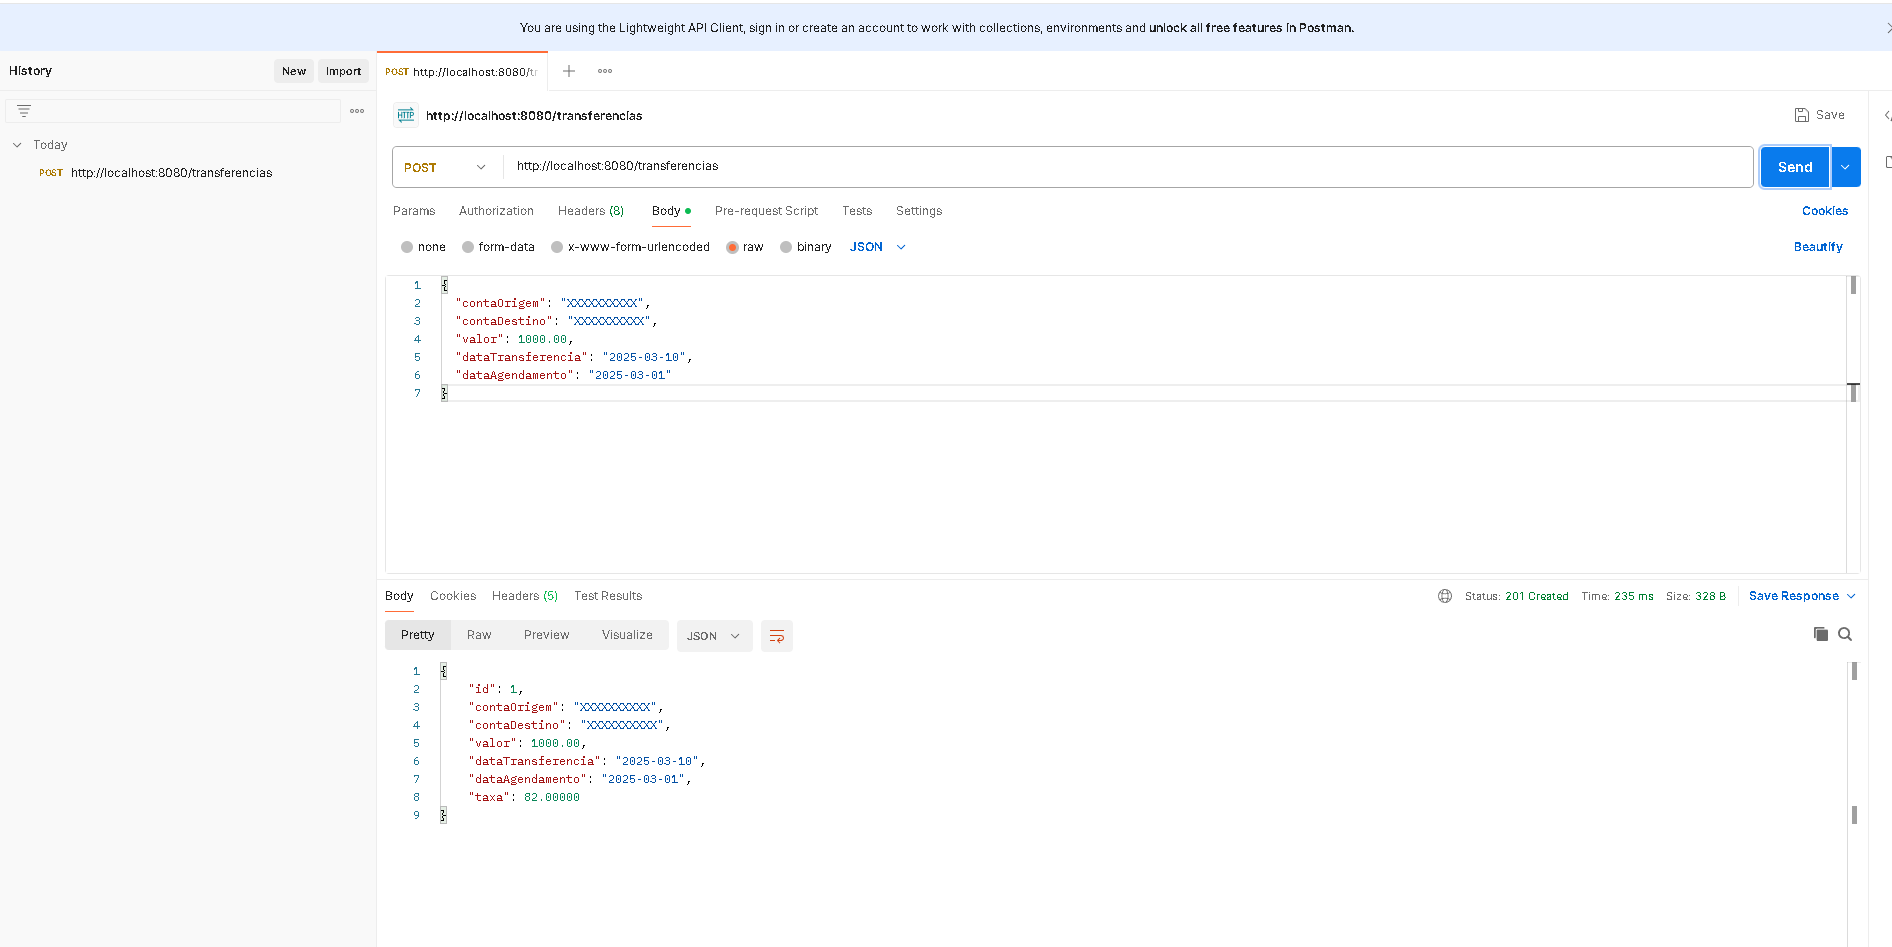 You are using the Lightweight API Client, sign in or create an account to work with collections, environments and unlock all free features in Postman.
History
New
Import
POST http://localhost:8080/tr
http://localhost:8080/transferencias
Save
Today
POST http://localhost:8080/transferencias
POST
http://localhost:8080/transferencias
Send
Params
Authorization
Headers (8)
Body
Pre-request Script
Tests
Settings
Cookies
none
form-data
x-www-form-urlencoded
raw
binary
JSON
Beautify
1 {
2 "contaOrigem": "XXXXXXXXXX",
3 "contaDestino": "XXXXXXXXXX",
4 "valor": 1000.00,
5 "dataTransferencia": "2025-03-10",
6 "dataAgendamento": "2025-03-01"
7 }
Body
Cookies
Headers (5)
Test Results
Status: 201 Created
Time: 235 ms
Size: 328 B
Save Response
Pretty
Raw
Preview
Visualize
JSON
1 {
2 "id": 1,
3 "contaOrigem": "XXXXXXXXXX",
4 "contaDestino": "XXXXXXXXXX",
5 "valor": 1000.00,
6 "dataTransferencia": "2025-03-10",
7 "dataAgendamento": "2025-03-01",
8 "taxa": 82.00000
9 }